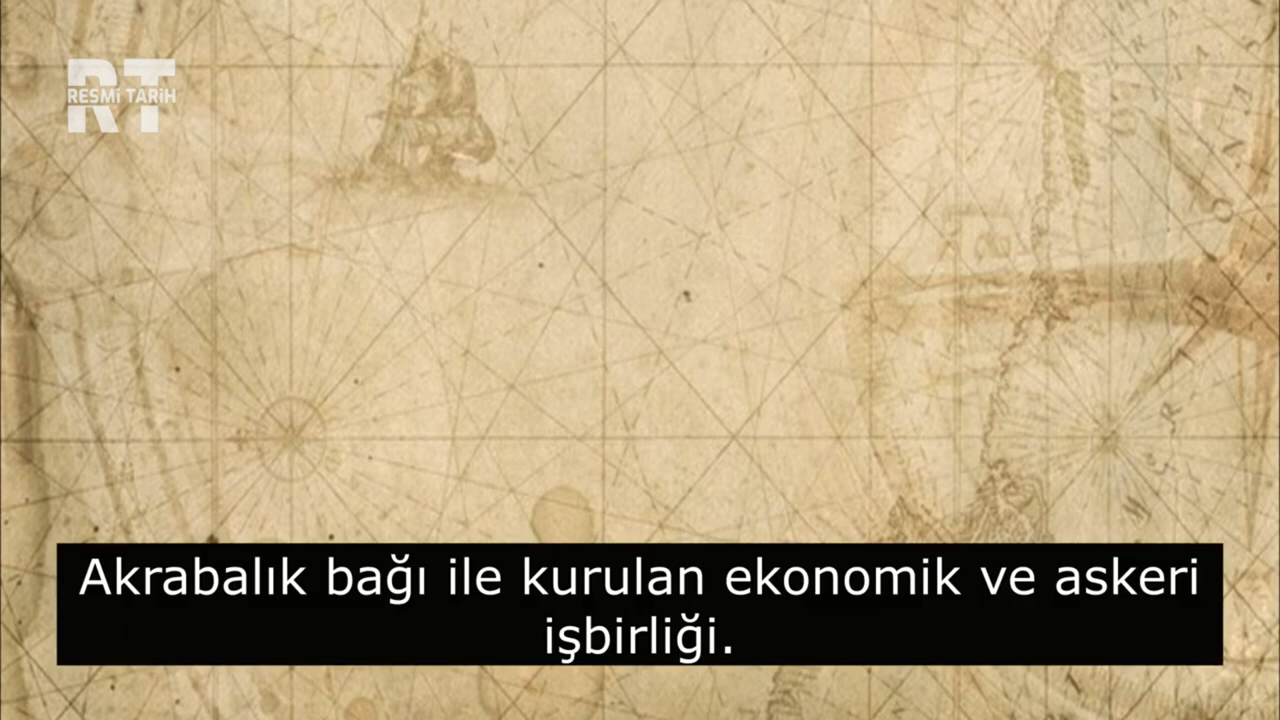 RT
RESMİ TARİH
Akrabalık bağı ile kurulan ekonomik ve askeri
işbirliği.